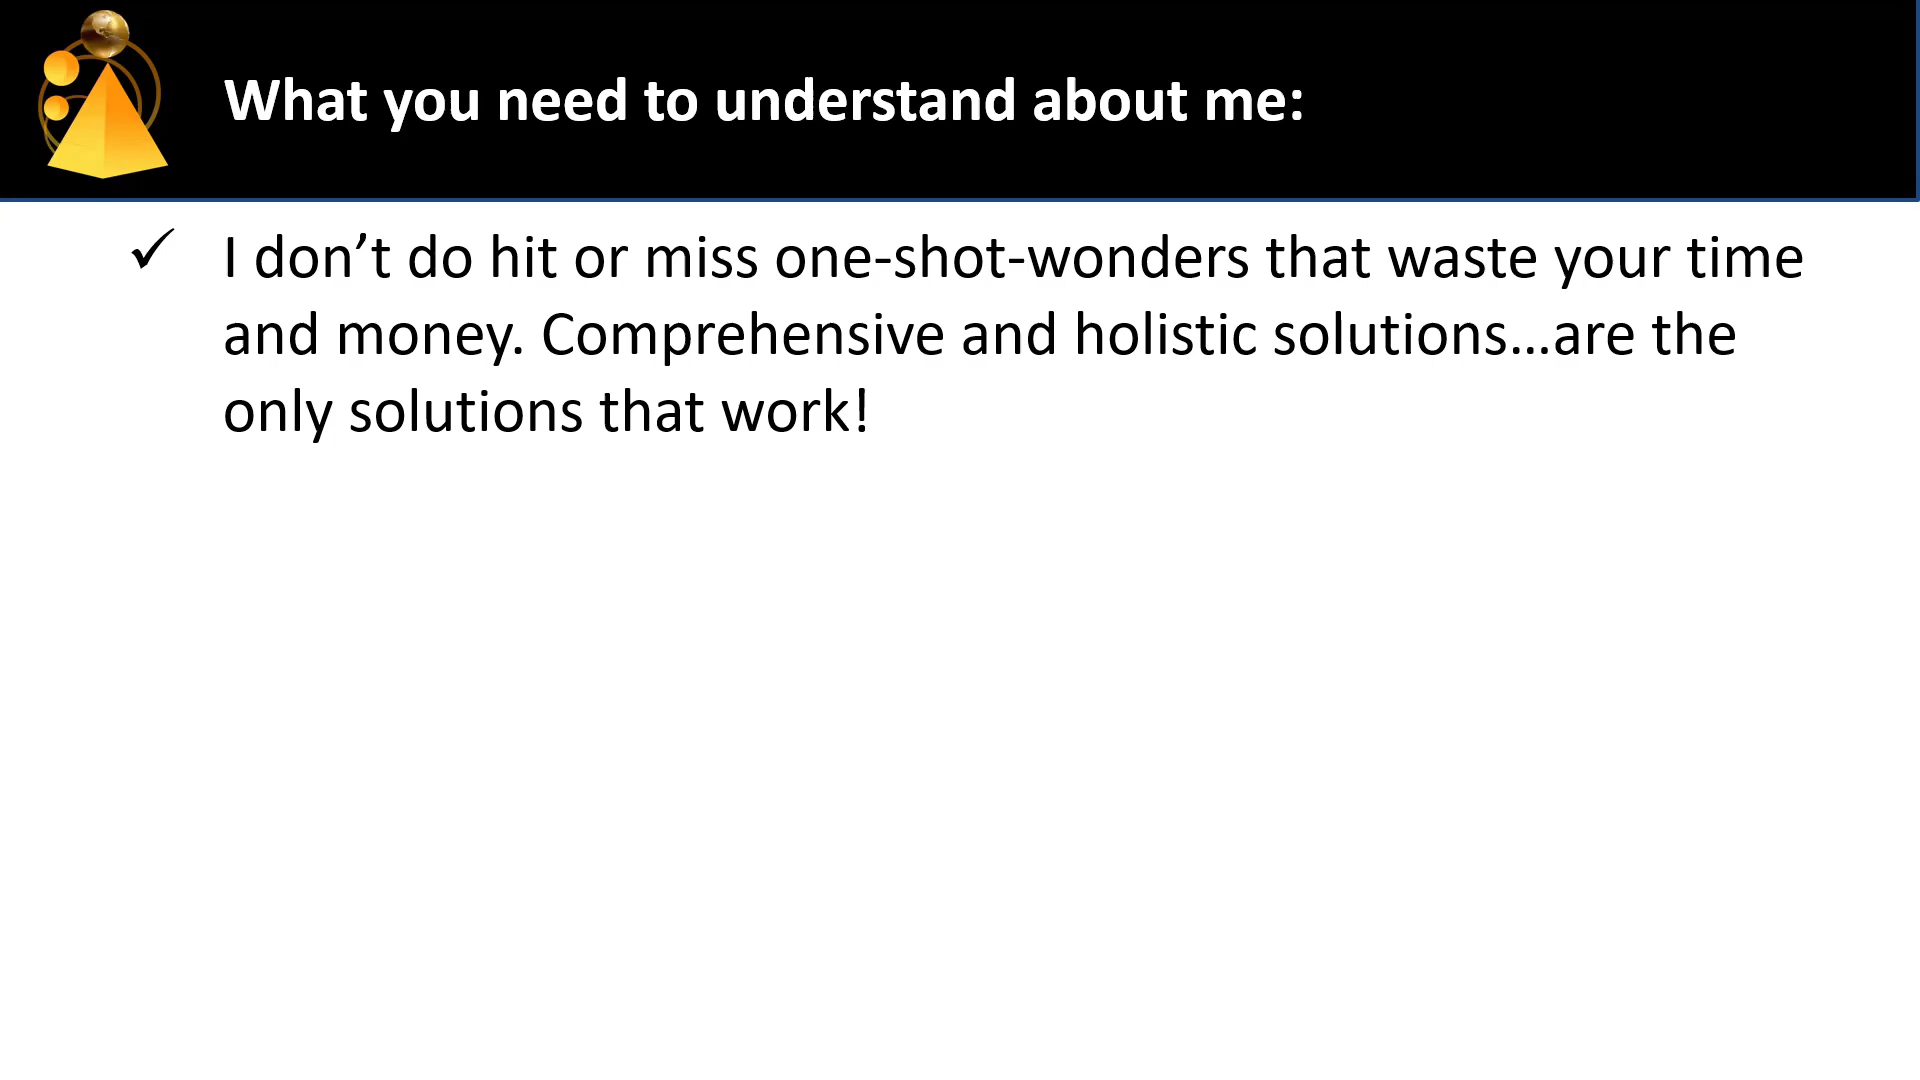 What you need to understand about me:
✓ I don’t do hit or miss one-shot-wonders that waste your time
and money. Comprehensive and holistic solutions…are the
only solutions that work!